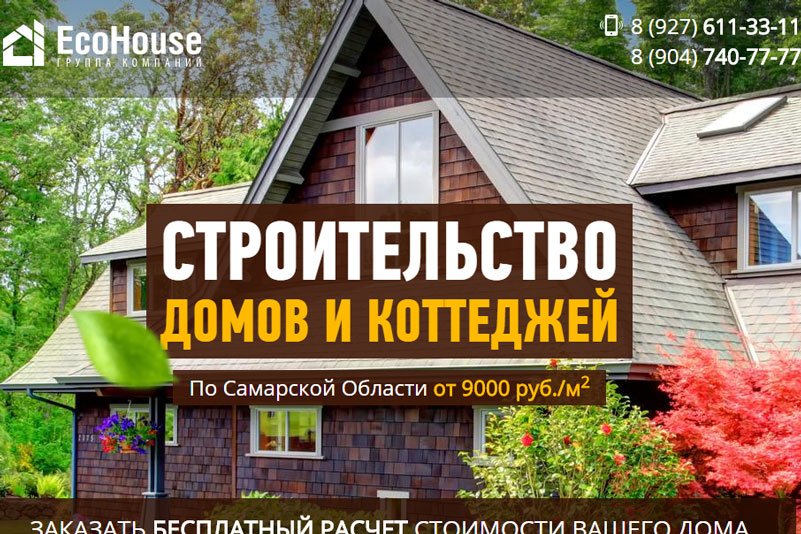 EcoHouse
ГРУППА КОМПАНИЙ
8 (927) 611-33-11
8 (904) 740-77-77
СТРОИТЕЛЬСТВО
ДОМОВ И КОТТЕДЖЕЙ
По Самарской Области от 9000 руб./м²
1115
ЗАКАЗАТЬ БЕСПЛАТНЫЙ РАСЧЕТ СТОИМОСТИ ВАШЕГО ДОМА